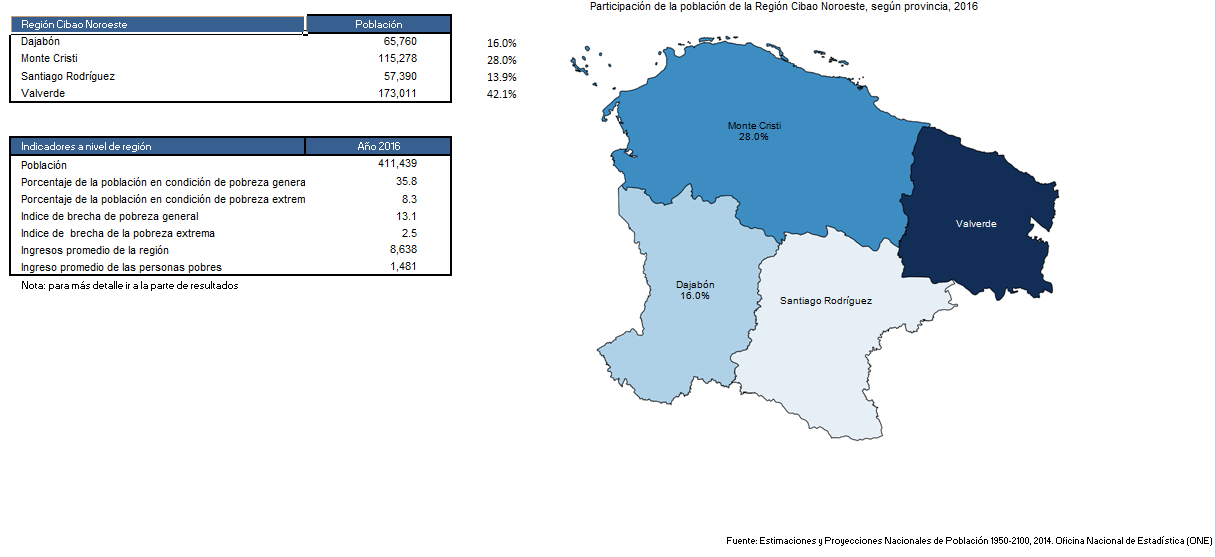 Participación de la población de la Región Cibao Noroeste, según provincia, 2016
Región Cibao Noroeste Población
Dajabón 65,760 16.0%
Monte Cristi 115,278 28.0%
Santiago Rodríguez 57,390 13.9%
Valverde 173,011 42.1%
Indicadores a nivel de región Año 2016
Población 411,439
Porcentaje de la población en condición de pobreza genera 35.8
Porcentaje de la población en condición de pobreza extrem 8.3
Indice de brecha de pobreza general 13.1
Indice de brecha de la pobreza extrema 2.5
Ingresos promedio de la región 8,638
Ingreso promedio de las personas pobres 1,481
Nota: para más detalle ir a la parte de resultados
Monte Cristi
28.0%
Valverde
Dajabón
16.0%
Santiago Rodríguez
Fuente: Estimaciones y Proyecciones Nacionales de Población 1950-2100, 2014. Oficina Nacional de Estadística (ONE)